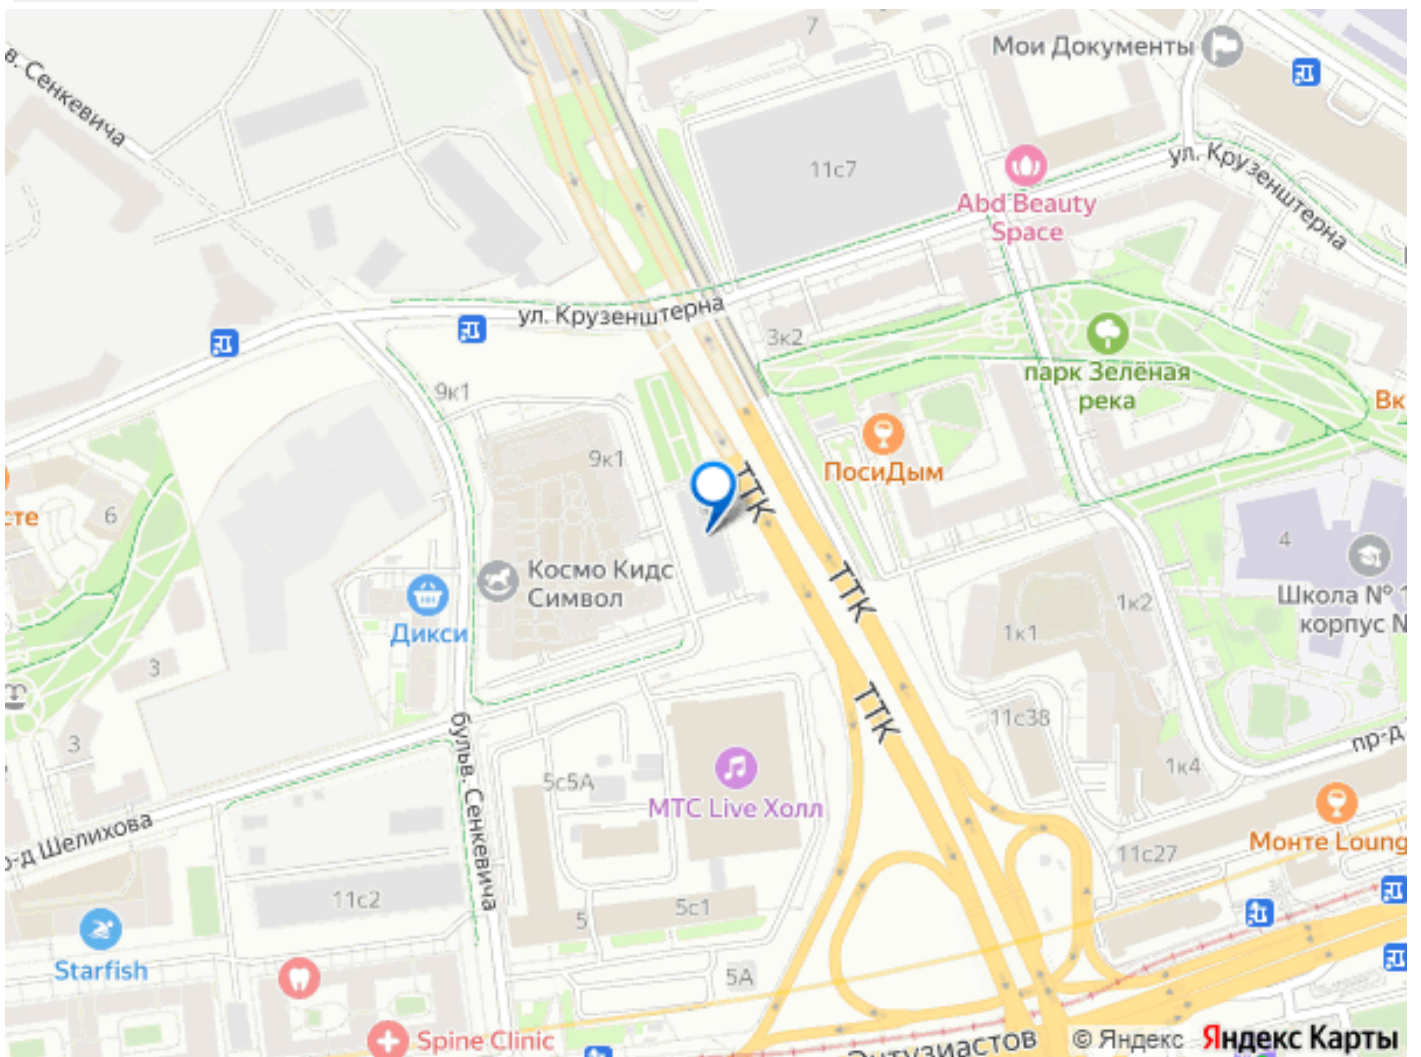 7
Мои Документы
в. Сенкевича
11с7
ул. Крузенштерна
Abd Beauty
Space
ул. Крузенштерна
3к2
парк Зелёная
река
9к1
Вк
9к1
ПосиДым
ТТК
сте
6
4
Космо Кидс
Символ
ТТК
Школа № 1
корпус №
Дикси
1к2
1к1
3
ТТК
11с38
3
бульв. Сенкевича
пр-д
1к4
5с5А
МТС Live Холл
Монте Loung
р-д Шелихова
11с27
11с2
5с1
5
Starfish
5А
Spine Clinic
Энтузиастов
© Яндекс Яндекс Карты